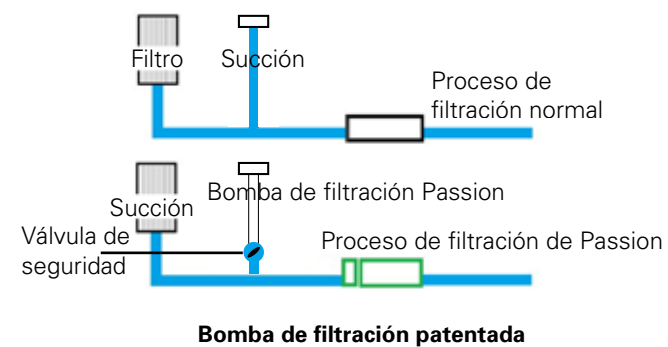 Filtro
Succión
Proceso de
filtración normal
Bomba de filtración Passion
Succión
Válvula de
seguridad
Proceso de filtración de Passion
Bomba de filtración patentada